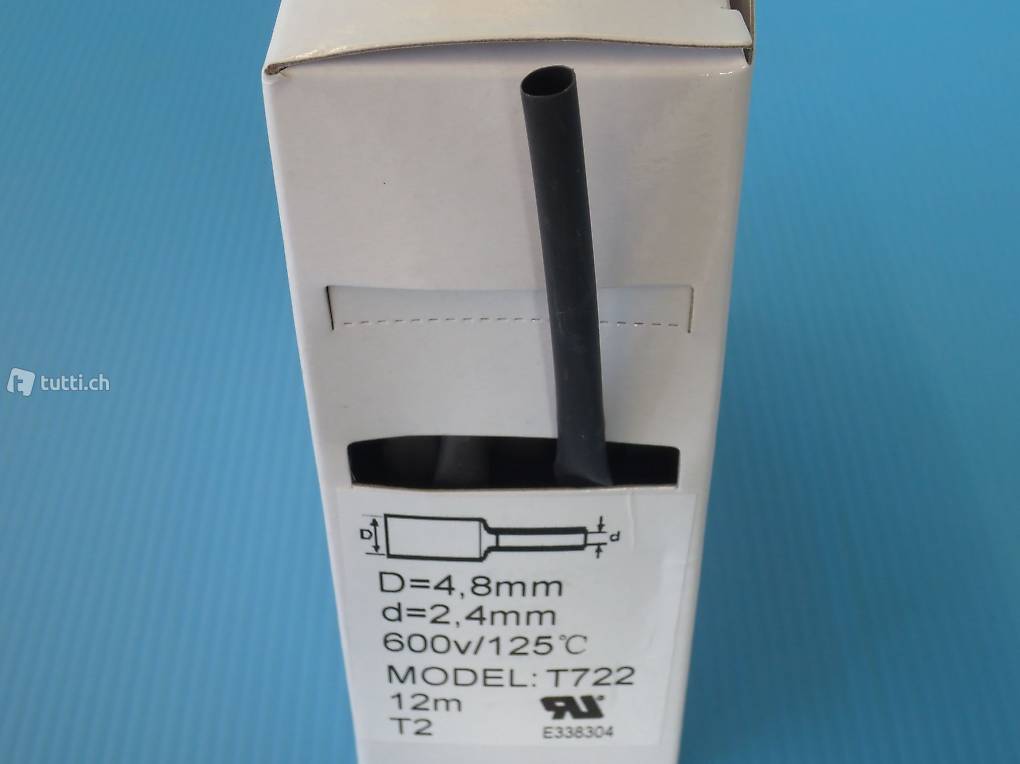 tutti.ch
D
d
D=4,8mm
d=2,4mm
600v/125℃
MODEL: T722
12m
T2
E338304